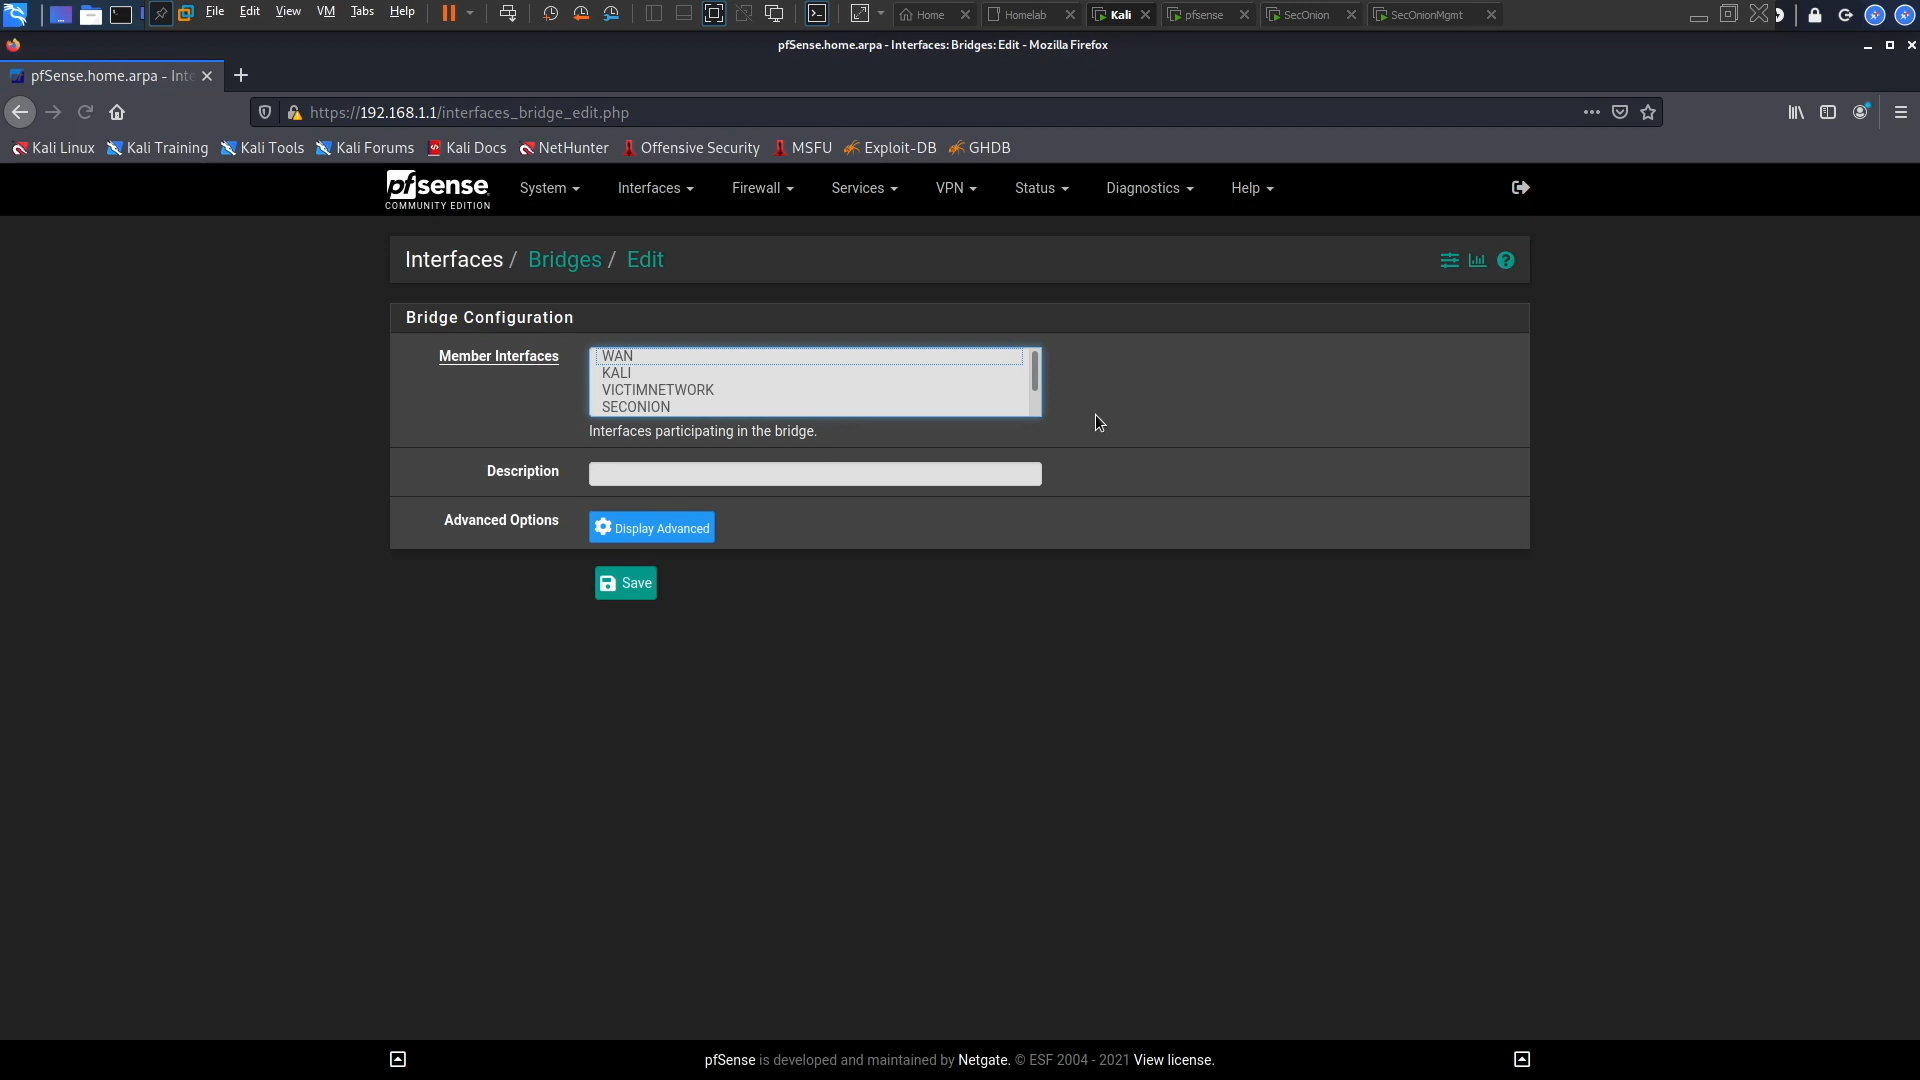 File Edit View VM Tabs Help Home Homelab Kali pfsense SecOnion SecOnionMgmt
pfSense.home.arpa - Interfaces: Bridges: Edit - Mozilla Firefox
pfSense.home.arpa - Inte
https://192.168.1.1/interfaces_bridge_edit.php
Kali Linux Kali Training Kali Tools Kali Forums Kali Docs NetHunter Offensive Security MSFU Exploit-DB GHDB
pfsense System Interfaces Firewall Services VPN Status Diagnostics Help
COMMUNITY EDITION
Interfaces / Bridges / Edit
Bridge Configuration
Member Interfaces
WAN
KALI
VICTIMNETWORK
SECONION
Interfaces participating in the bridge.
Description
Advanced Options
Display Advanced
Save
pfSense is developed and maintained by Netgate. © ESF 2004 - 2021 View license.